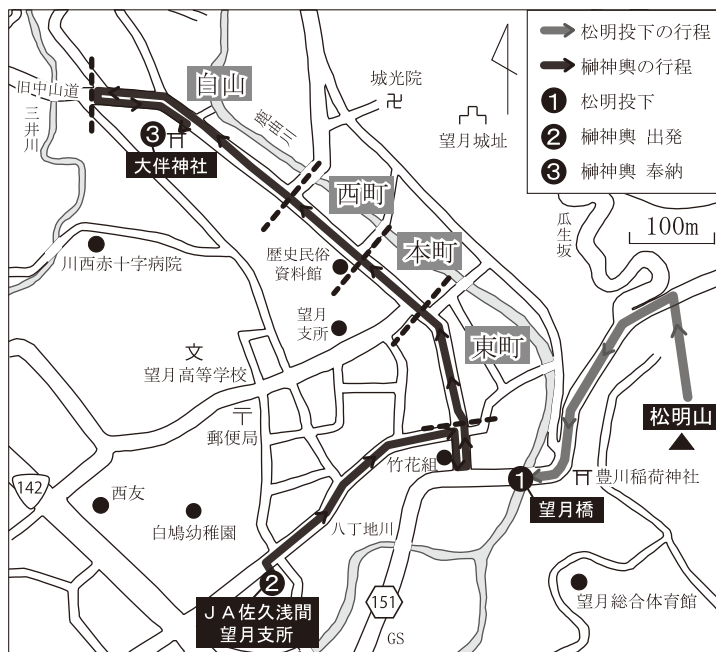 松明投下の行程
榊神輿の行程
1 松明投下
2 榊神輿 出発
3 榊神輿 奉納
100m
旧中山道
三井川
白山
鹿曲川
城光院
望月城址
3
大伴神社
西町
本町
東町
瓜生坂
川西赤十字病院
歴史民俗
資料館
望月
支所
望月高等学校
郵便局
松明山
竹花組
1
望月橋
豊川稲荷神社
142
西友
白鳩幼稚園
八丁地川
2
JA佐久浅間
望月支所
151
GS
望月総合体育館